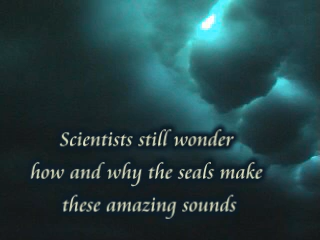 Scientists still wonder
how and why the seals make
these amazing sounds